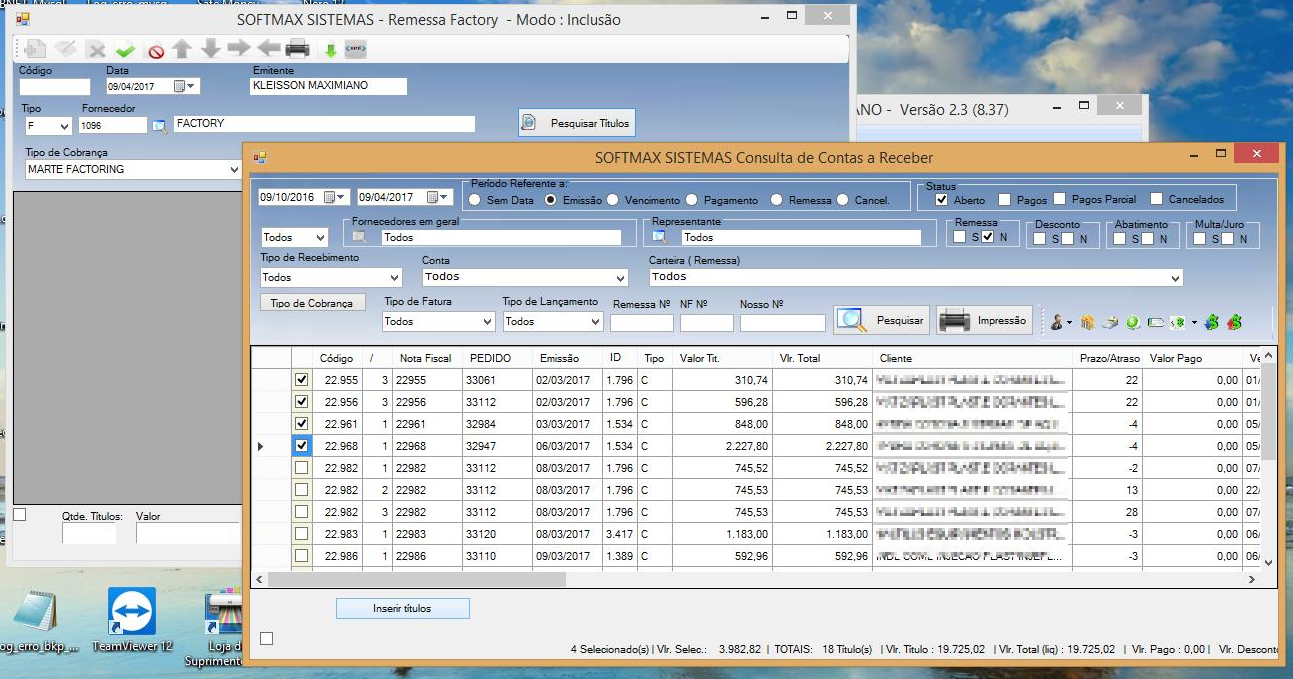 SOFTMAX SISTEMAS - Remessa Factory - Modo : Inclusão
Código
Data
Emitente
09/04/2017
KLEISSON MAXIMIANO
Tipo
Fornecedor
F
1096
FACTORY
Pesquisar Títulos
Tipo de Cobrança
MARTE FACTORING
Qtde. Títulos:
Valor
ANO - Versão 2.3 (8.37)
SOFTMAX SISTEMAS Consulta de Contas a Receber
09/10/2016
09/04/2017
Período Referente a:
Sem Data
Emissão
Vencimento
Pagamento
Remessa
Cancel.
Status
Aberto
Pagos
Pagos Parcial
Cancelados
Todos
Fornecedores em geral
Todos
Representante
Todos
Remessa
S N
Desconto
S N
Abatimento
S N
Multa/Juro
S N
Tipo de Recebimento
Conta
Carteira ( Remessa)
Todos
Todos
Todos
Tipo de Cobrança
Tipo de Fatura
Tipo de Lançamento
Remessa Nº
NF Nº
Nosso Nº
Todos
Todos
Pesquisar
Impressão
Código / Nota Fiscal PEDIDO Emissão ID Tipo Valor Tit. Vlr. Total Cliente Prazo/Atraso Valor Pago Ve
22.955 3 22955 33061 02/03/2017 1.796 C 310,74 310,74 22 0,00 01/
22.956 3 22956 33112 02/03/2017 1.796 C 596,28 596,28 22 0,00 01/
22.961 1 22961 32984 03/03/2017 1.534 C 848,00 848,00 -4 0,00 05/
22.968 1 22968 32947 06/03/2017 1.534 C 2.227,80 2.227,80 -4 0,00 05/
22.982 1 22982 33112 08/03/2017 1.796 C 745,52 745,52 -2 0,00 07/
22.982 2 22982 33112 08/03/2017 1.796 C 745,53 745,53 13 0,00 22/
22.982 3 22982 33112 08/03/2017 1.796 C 745,53 745,53 28 0,00 07/
22.983 1 22983 33120 08/03/2017 3.417 C 1.183,00 1.183,00 -3 0,00 06/
22.986 1 22986 33110 09/03/2017 1.389 C 592,96 592,96 -3 0,00 06/
Inserir títulos
4 Selecionado(s) | Vlr. Selec.: 3.982,82 | TOTAIS: 18 Título(s) | Vlr. Título : 19.725,02 | Vlr. Total (liq) : 19.725,02 | Vlr. Pago : 0,00 | Vlr. Desconto
og_erro_bkp_...
TeamViewer 12
Loja d
Supriment